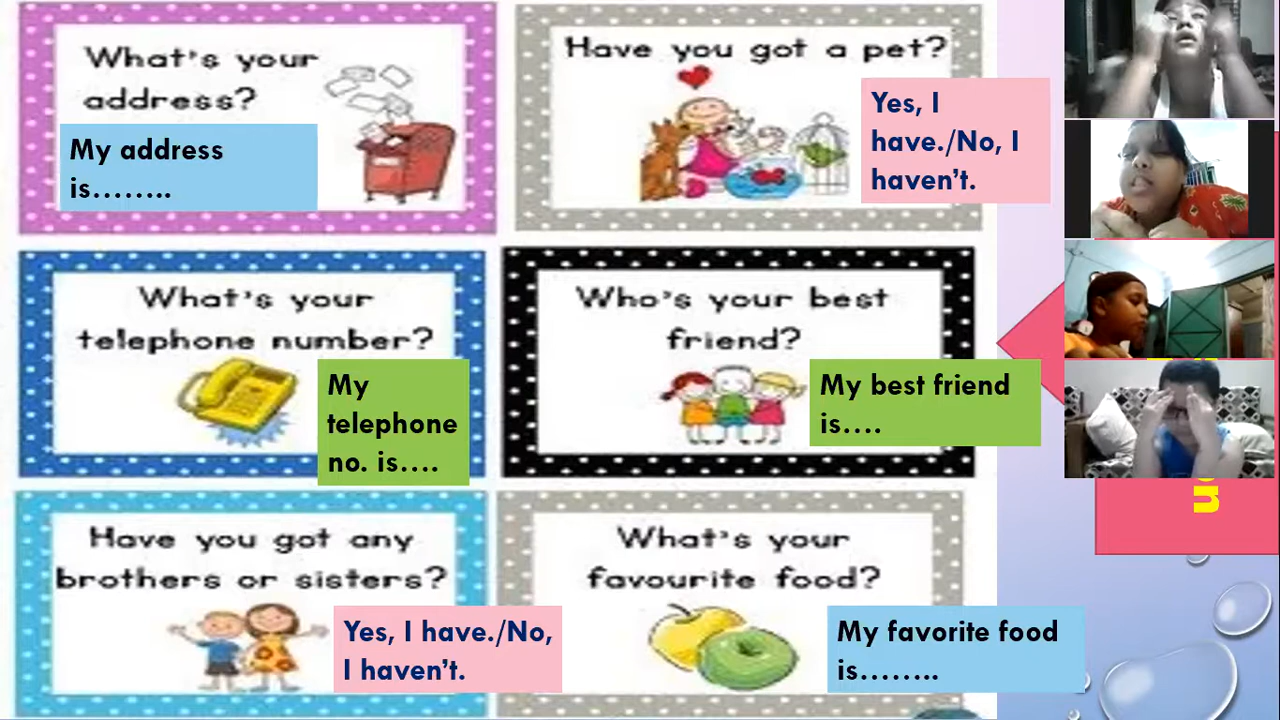 What's your
address?
My address
is……..
Have you got a pet?
Yes, I
have./No, I
haven't.
What's your
telephone number?
My
telephone
no. is….
Who's your best
friend?
My best friend
is….
Have you got any
brothers or sisters?
Yes, I have./No,
I haven't.
What's your
favourite food?
My favorite food
is……..